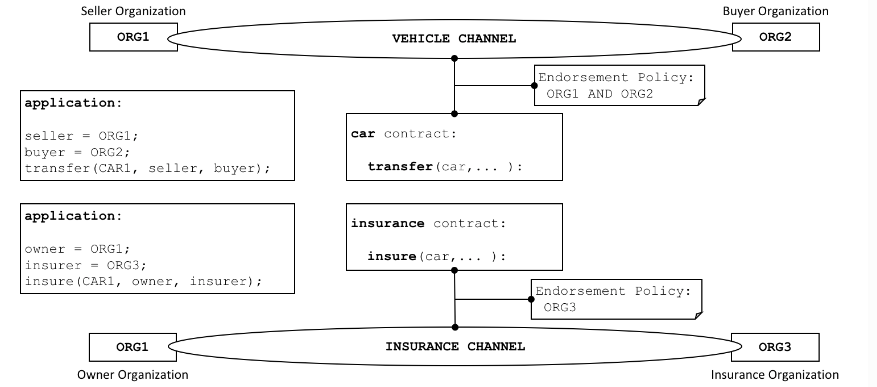 Seller Organization
Buyer Organization
ORG1
VEHICLE CHANNEL
ORG2
Endorsement Policy:
ORG1 AND ORG2
application:
seller = ORG1;
buyer = ORG2;
transfer(CAR1, seller, buyer);
car contract:
transfer(car,... ):
application:
owner = ORG1;
insurer = ORG3;
insure(CAR1, owner, insurer);
insurance contract:
insure(car,... ):
Endorsement Policy:
ORG3
ORG1
INSURANCE CHANNEL
ORG3
Owner Organization
Insurance Organization